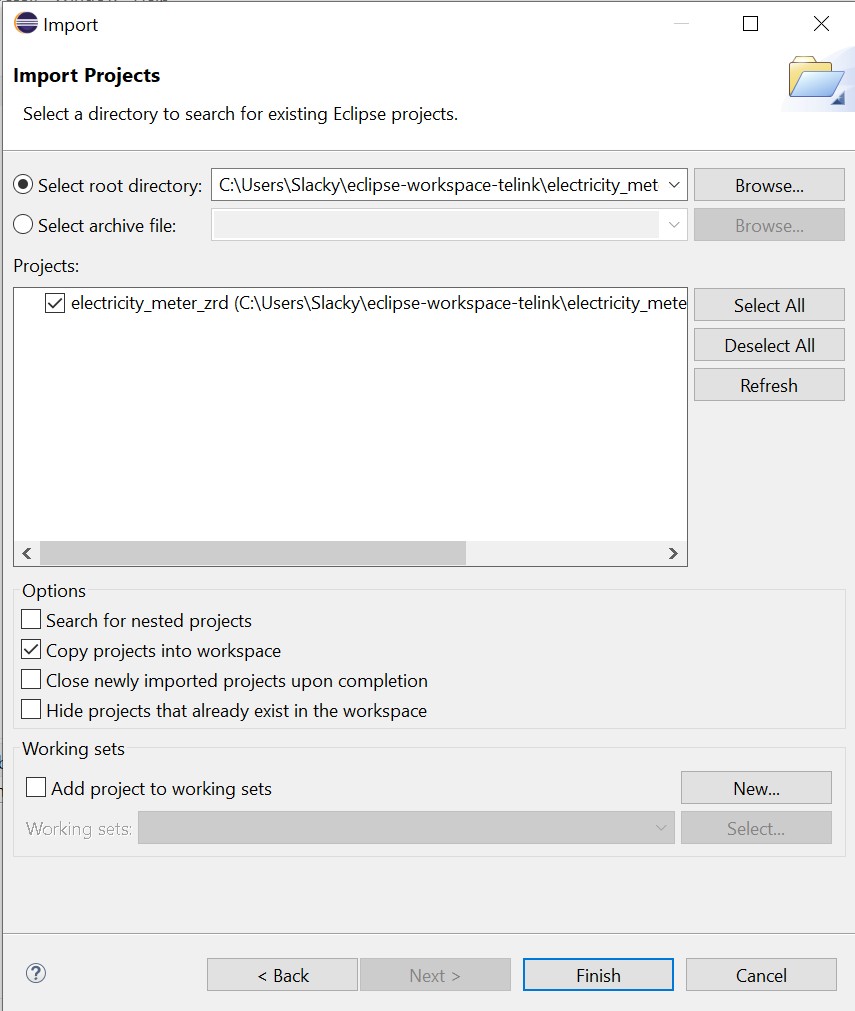 Import
Import Projects
Select a directory to search for existing Eclipse projects.
Select root directory: C:\Users\Slacky\eclipse-workspace-telink\electricity_met Browse...
Select archive file: Browse...
Projects:
electricity_meter_zrd (C:\Users\Slacky\eclipse-workspace-telink\electricity_mete
Select All
Deselect All
Refresh
Options
Search for nested projects
Copy projects into workspace
Close newly imported projects upon completion
Hide projects that already exist in the workspace
Working sets
Add project to working sets New...
Working sets: Select...
? < Back Next > Finish Cancel